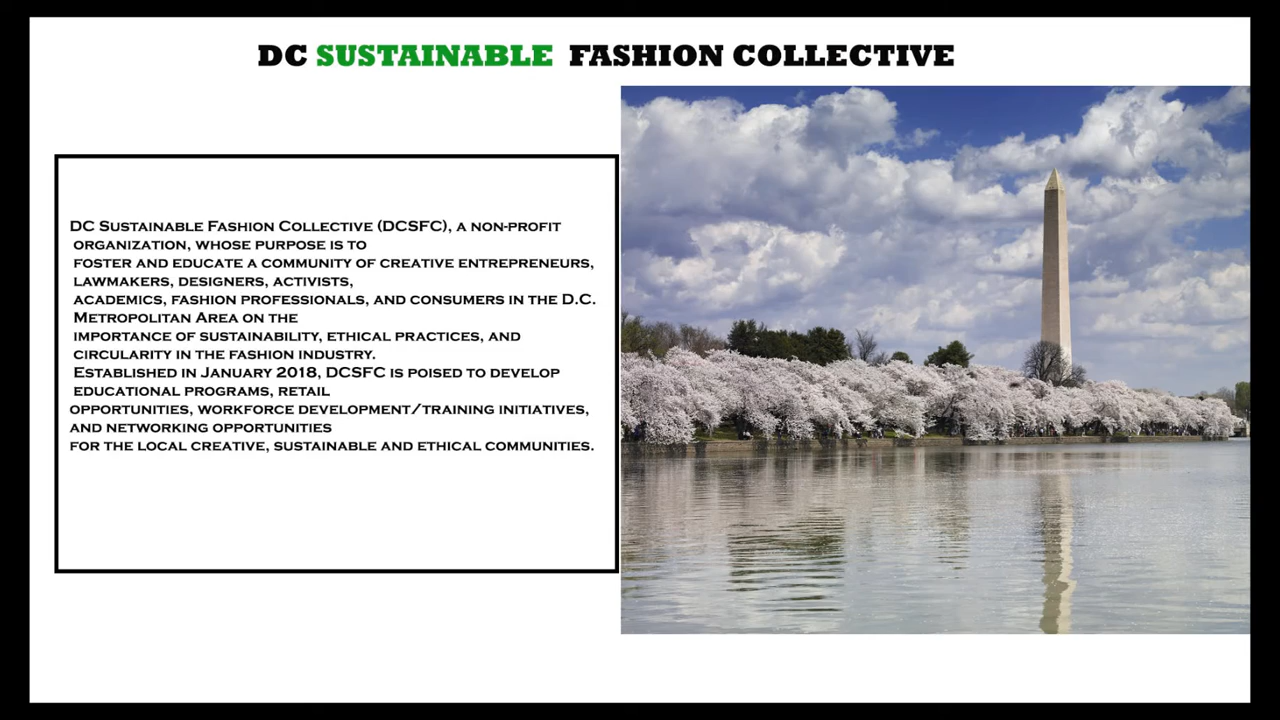 DC SUSTAINABLE FASHION COLLECTIVE
DC Sustainable Fashion Collective (DCSFC), a non-profit
organization, whose purpose is to
foster and educate a community of creative entrepreneurs,
lawmakers, designers, activists,
academics, fashion professionals, and consumers in the D.C.
Metropolitan Area on the
importance of sustainability, ethical practices, and
circularity in the fashion industry.
Established in January 2018, DCSFC is poised to develop
educational programs, retail
opportunities, workforce development/training initiatives,
and networking opportunities
for the local creative, sustainable and ethical communities.